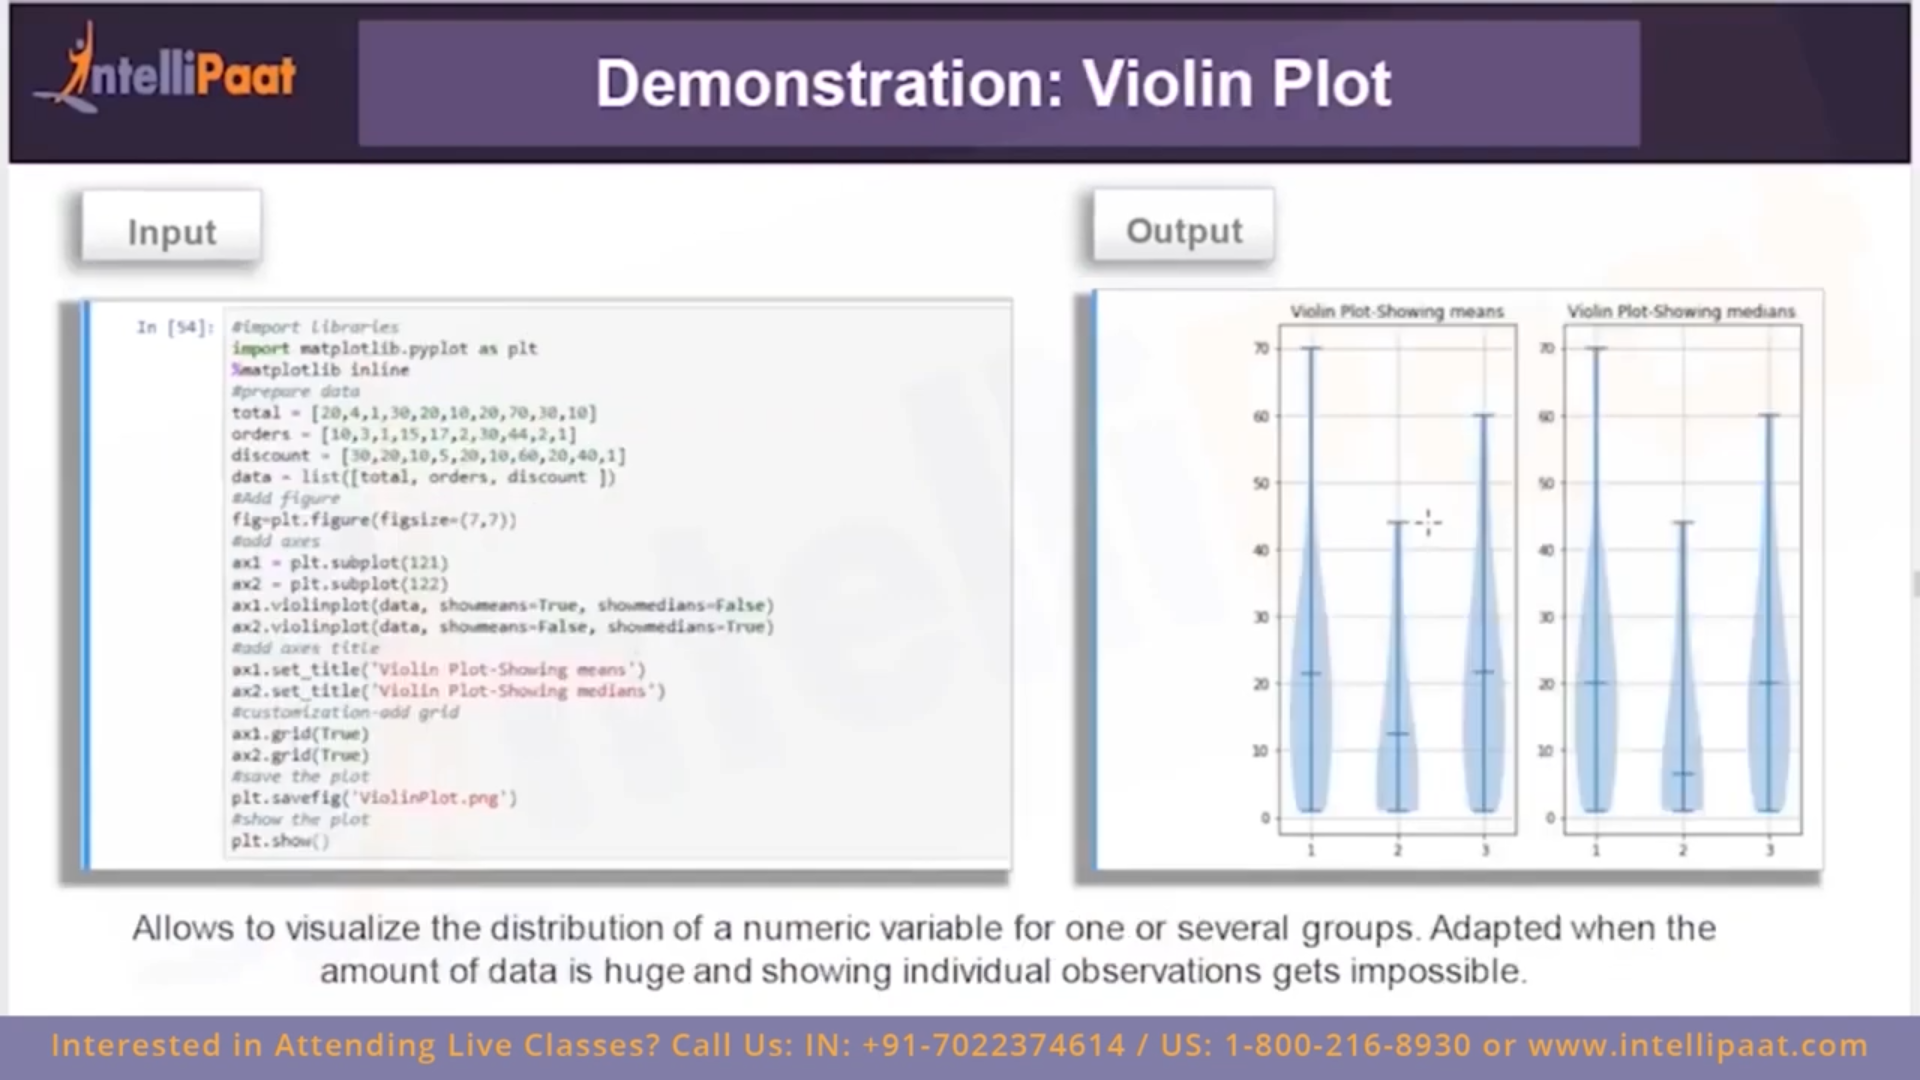 IntelliPaat
Demonstration: Violin Plot
Input
In [54]:
#import Libraries
import matplotlib.pyplot as plt
%matplotlib inline
#prepare data
total = [20,4,1,30,20,10,20,70,30,10]
orders = [10,3,1,15,17,2,30,44,2,1]
discount = [30,20,10,5,20,10,60,20,40,1]
data = list([total, orders, discount ])
#Add figure
fig=plt.figure(figsize=(7,7))
#add axes
ax1 = plt.subplot(121)
ax2 = plt.subplot(122)
ax1.violinplot(data, showmeans=True, showmedians=False)
ax2.violinplot(data, showmeans=False, showmedians=True)
#add axes title
ax1.set_title('Violin Plot-Showing means')
ax2.set_title('Violin Plot-Showing medians')
#customization-add grid
ax1.grid(True)
ax2.grid(True)
#save the plot
plt.savefig('ViolinPlot.png')
#show the plot
plt.show()
Output
Violin Plot-Showing means
70
60
50
40
30
20
10
0
1 2 3
Violin Plot-Showing medians
70
60
50
40
30
20
10
0
1 2 3
Allows to visualize the distribution of a numeric variable for one or several groups. Adapted when the
amount of data is huge and showing individual observations gets impossible.
Interested in Attending Live Classes? Call Us: IN: +91-7022374614 / US: 1-800-216-8930 or www.intellipaat.com